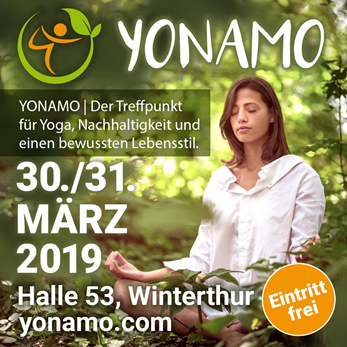 YONAMO
YONAMO | Der Treffpunkt
für Yoga, Nachhaltigkeit und
einen bewussten Lebensstil.
30./31.
MÄRZ
2019
Halle 53, Winterthur
yonamo.com
Eintritt
frei